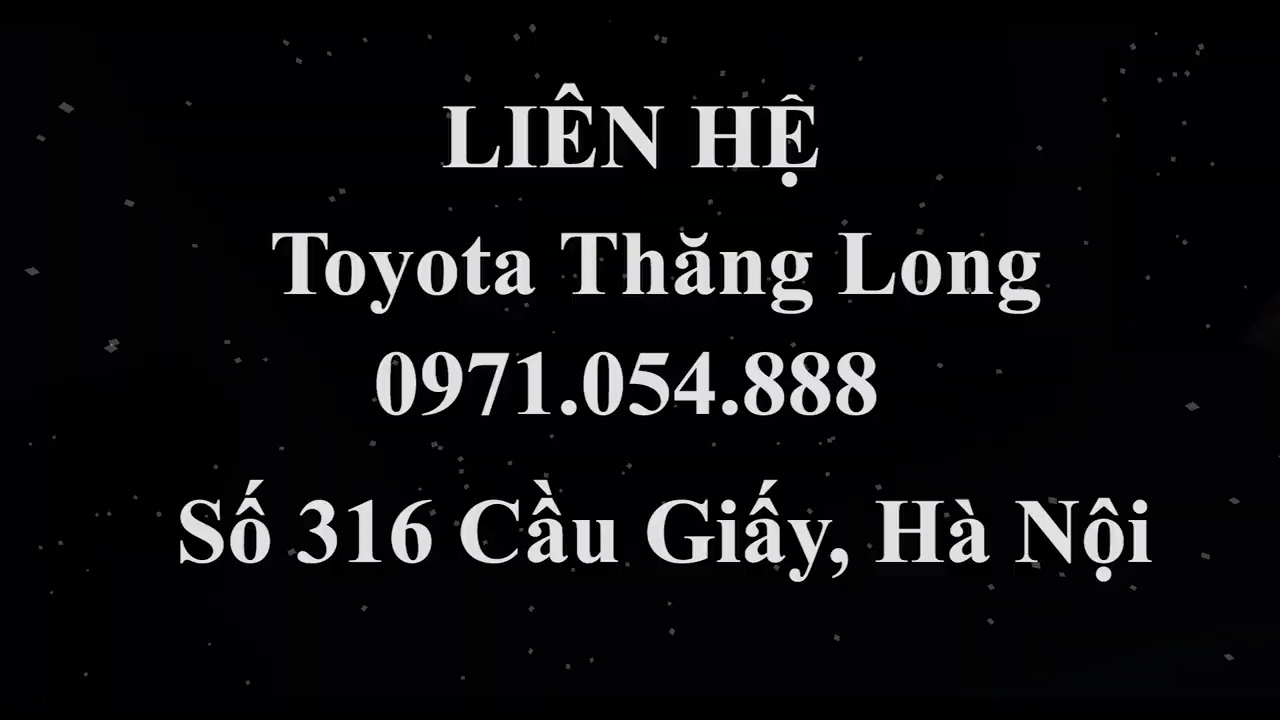 LIÊN HỆ
Toyota Thăng Long
0971.054.888
Số 316 Cầu Giấy, Hà Nội